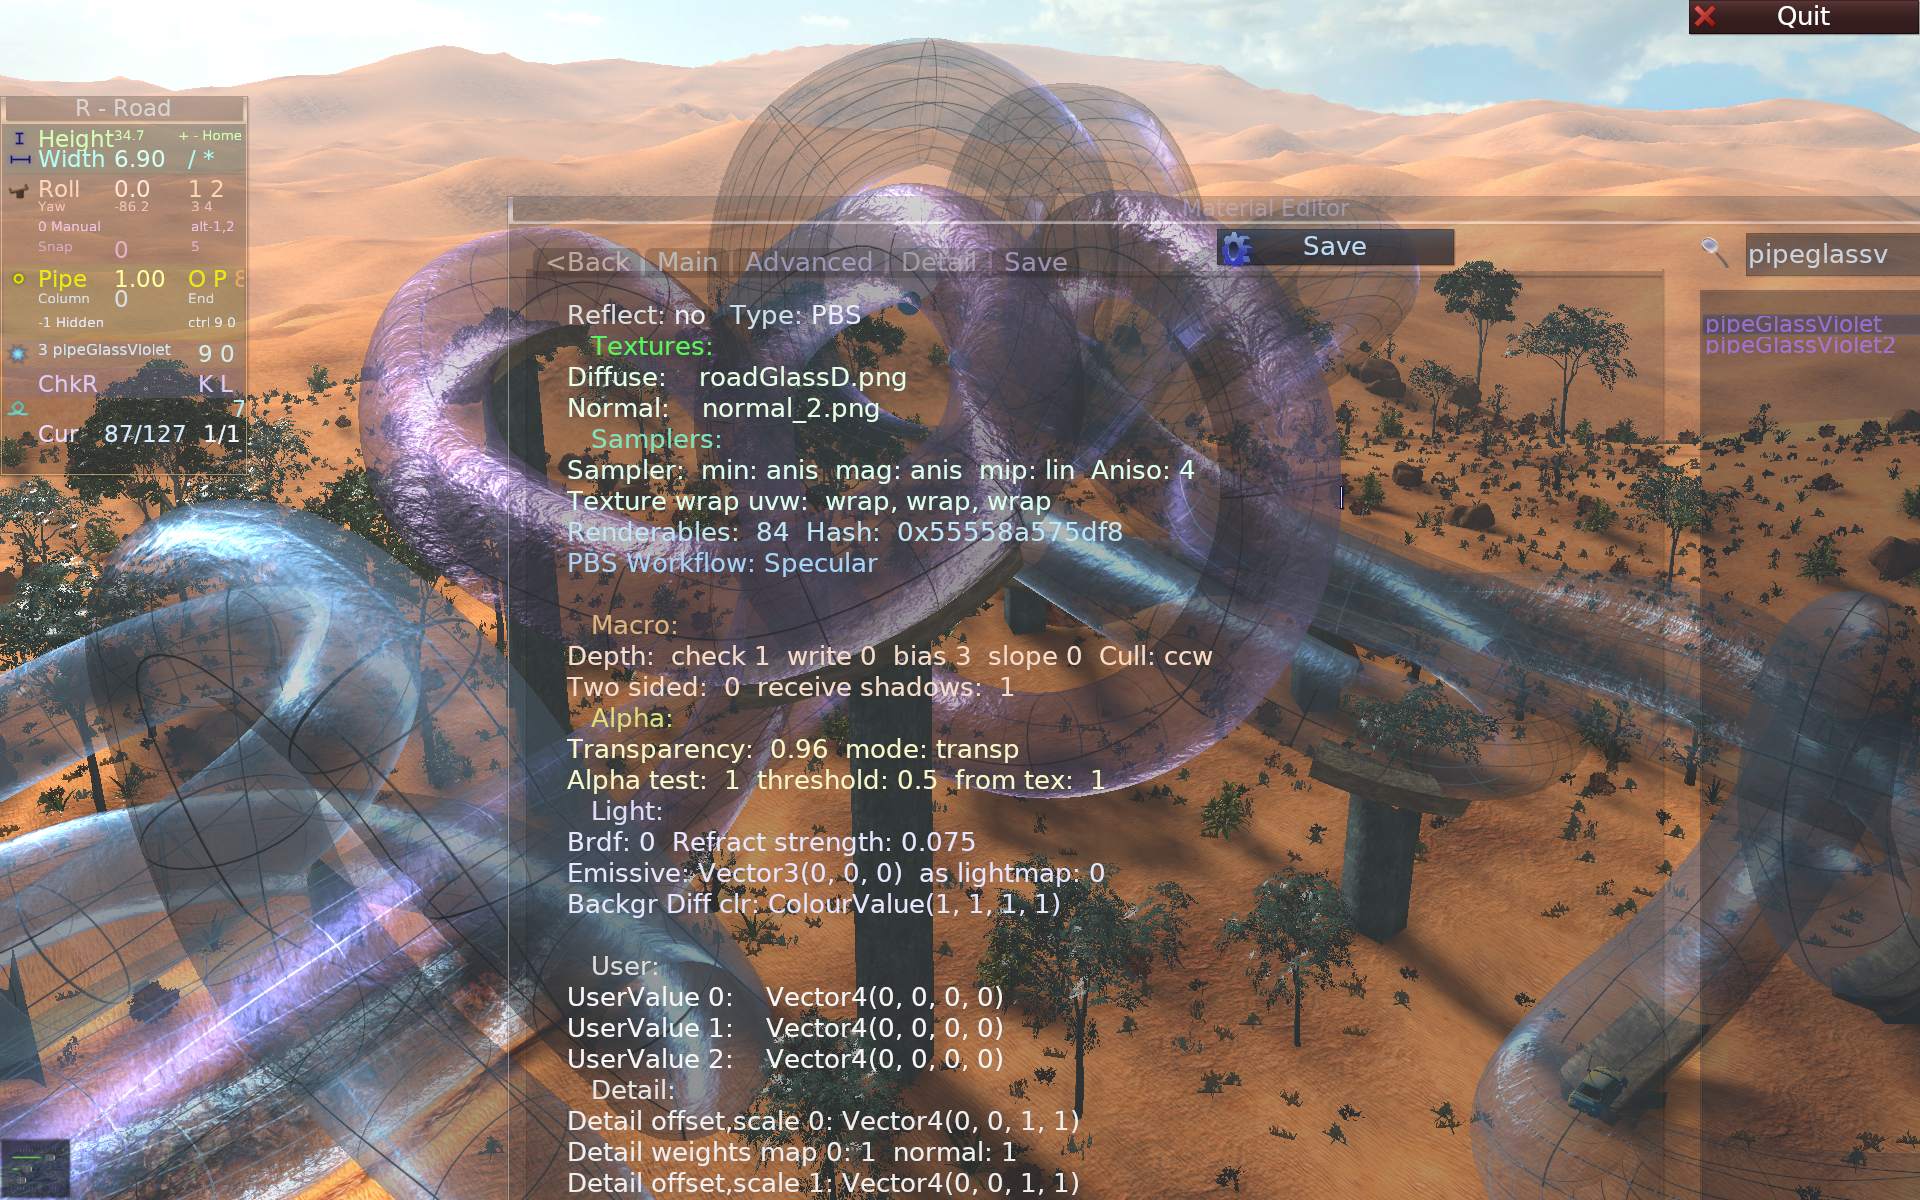 Quit
R - Road
Height 34.7 + - Home
Width 6.90 / *
Roll 0.0 1 2
Yaw -86.2 3 4
0 Manual alt-1,2
Snap 0 5
Pipe 1.00 O P 8
Column 0 End
-1 Hidden ctrl 9 0
3 pipeGlassViolet 9 0
ChkR K L
7
Cur 87/127 1/1
Material Editor
Save
pipeglassv
<Back Main Advanced Detail Save
pipeGlassViolet
pipeGlassViolet2
Reflect: no Type: PBS
Textures:
Diffuse: roadGlassD.png
Normal: normal_2.png
Samplers:
Sampler: min: anis mag: anis mip: lin Aniso: 4
Texture wrap uvw: wrap, wrap, wrap
Renderables: 84 Hash: 0x55558a575df8
PBS Workflow: Specular
Macro:
Depth: check 1 write 0 bias 3 slope 0 Cull: ccw
Two sided: 0 receive shadows: 1
Alpha:
Transparency: 0.96 mode: transp
Alpha test: 1 threshold: 0.5 from tex: 1
Light:
Brdf: 0 Refract strength: 0.075
Emissive: Vector3(0, 0, 0) as lightmap: 0
Backgr Diff clr: ColourValue(1, 1, 1, 1)
User:
UserValue 0: Vector4(0, 0, 0, 0)
UserValue 1: Vector4(0, 0, 0, 0)
UserValue 2: Vector4(0, 0, 0, 0)
Detail:
Detail offset,scale 0: Vector4(0, 0, 1, 1)
Detail weights map 0: 1 normal: 1
Detail offset,scale 1: Vector4(0, 0, 1, 1)